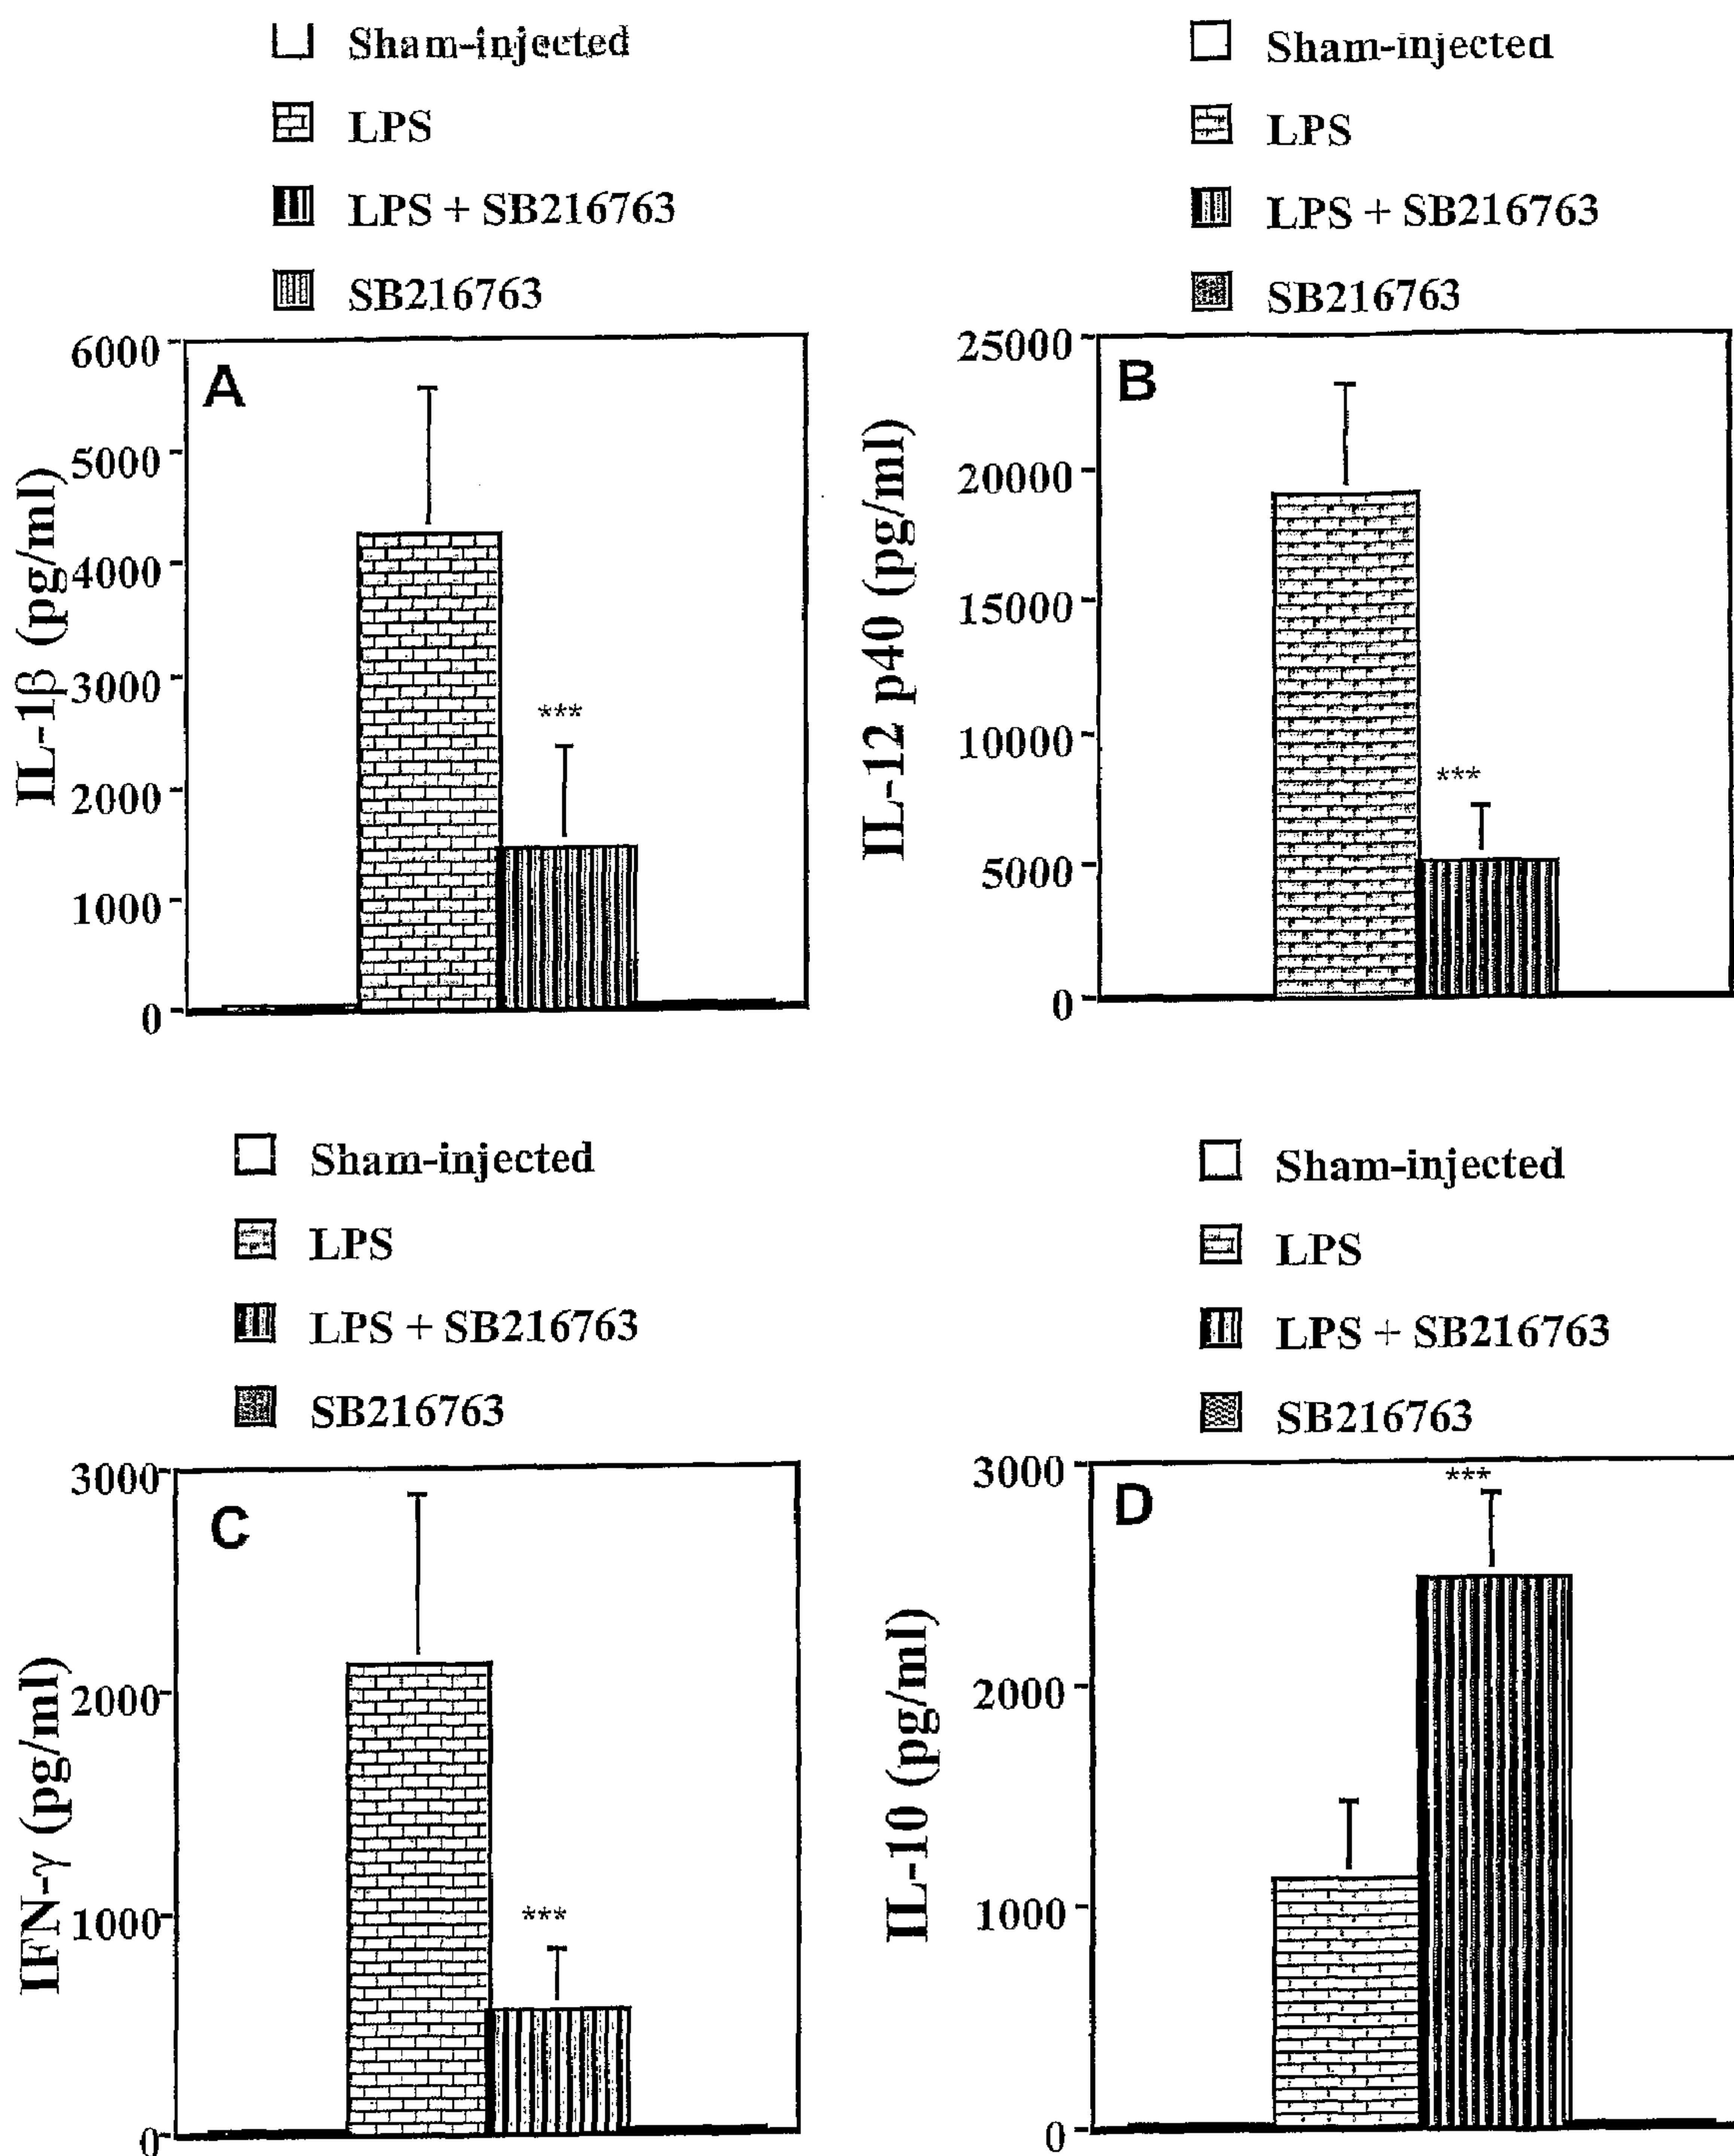 Sham-injected
LPS
LPS + SB216763
SB216763
6000
5000
4000
3000
2000
1000
0
IL-1β (pg/ml)
A
***
Sham-injected
LPS
LPS + SB216763
SB216763
25000
20000
15000
10000
5000
0
IL-12 p40 (pg/ml)
B
***
Sham-injected
LPS
LPS + SB216763
SB216763
3000
2000
1000
0
IFN-γ (pg/ml)
C
***
Sham-injected
LPS
LPS + SB216763
SB216763
3000
2000
1000
0
IL-10 (pg/ml)
D
***